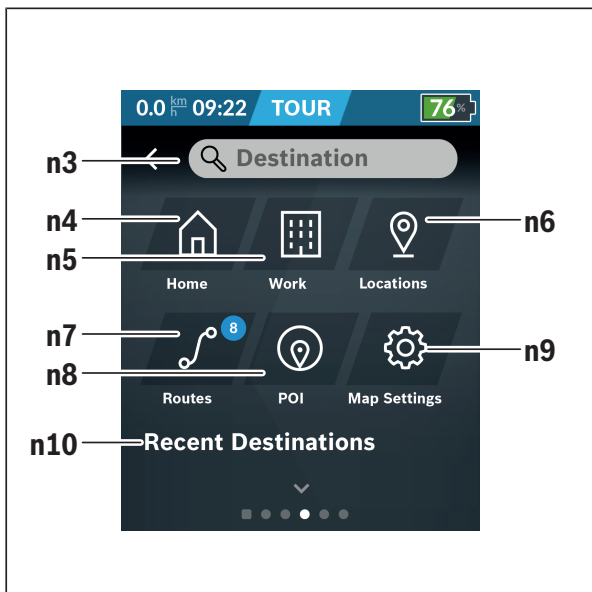 0.0 km/h 09:22 TOUR 76%
n3 Destination
n4
n6
n5
Home Work Locations
n7 8
n9
n8
Routes POI Map Settings
n10 Recent Destinations